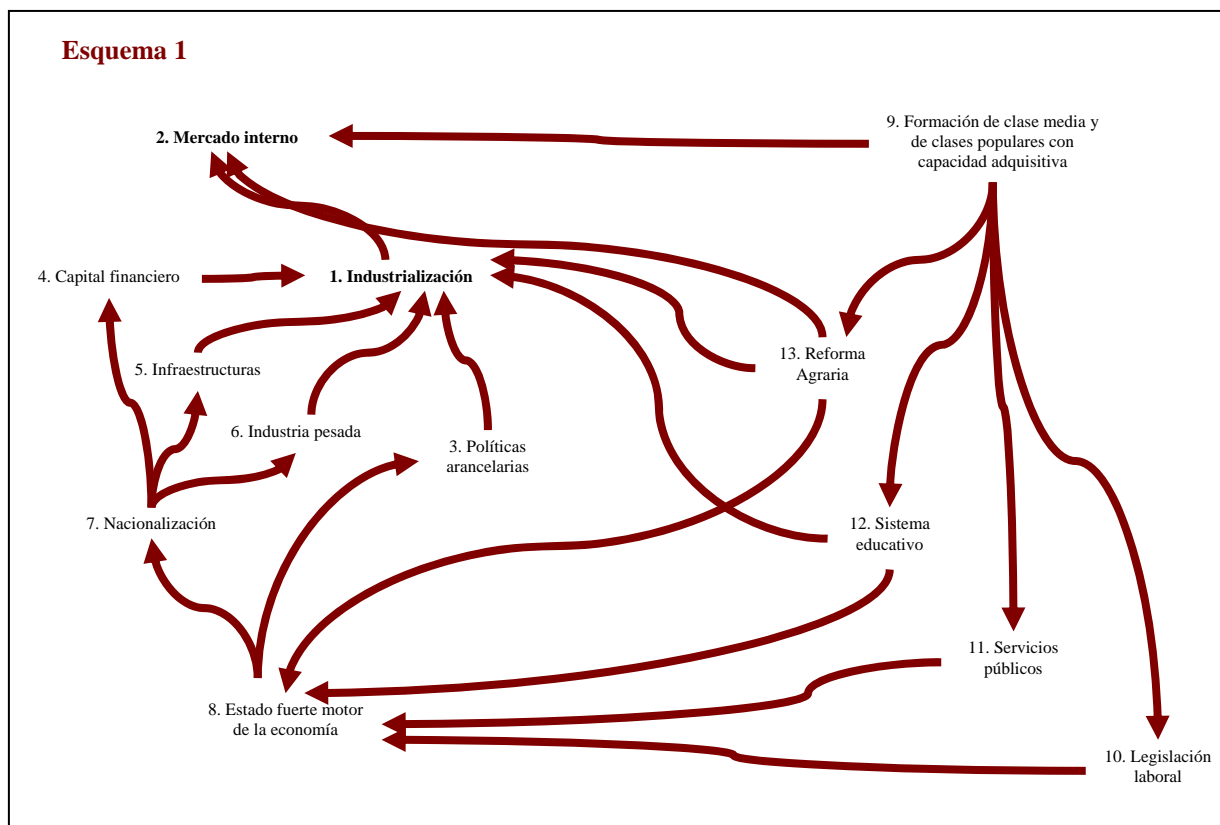 Esquema 1
2. Mercado interno
9. Formación de clase media y
de clases populares con
capacidad adquisitiva
4. Capital financiero
1. Industrialización
5. Infraestructuras
13. Reforma
Agraria
6. Industria pesada
3. Políticas
arancelarias
7. Nacionalización
12. Sistema
educativo
11. Servicios
públicos
8. Estado fuerte motor
de la economía
10. Legislación
laboral